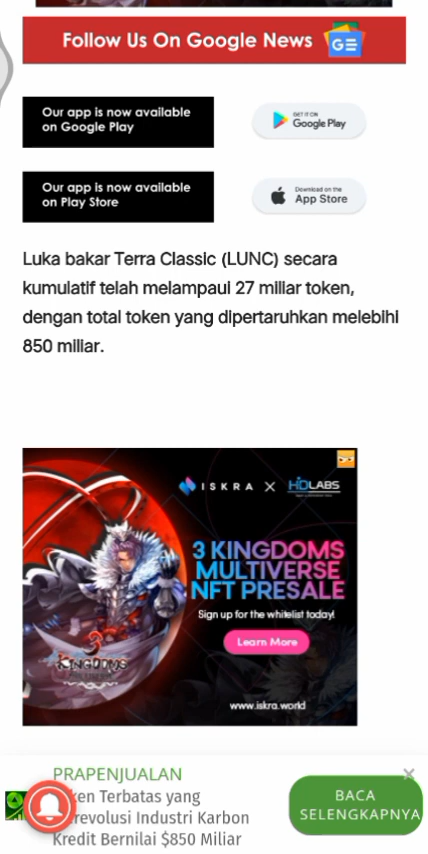 Follow Us On Google News
GE
Our app is now available
on Google Play
GET IT ON
Google Play
Our app is now available
on Play Store
Download on the
App Store
Luka bakar Terra Classic (LUNC) secara
kumulatif telah melampaui 27 miliar token,
dengan total token yang dipertaruhkan melebihi
850 miliar.
ISKRA X HDLABS
3 KINGDOMS
MULTIVERSE
NFT PRESALE
Sign up for the whitelist today!
Learn More
3
KINGDOMS
www.iskra.world
PRAPENJUALAN
ken Terbatas yang
revolusi Industri Karbon
Kredit Bernilai $850 Miliar
BACA
SELENGKAPNYA